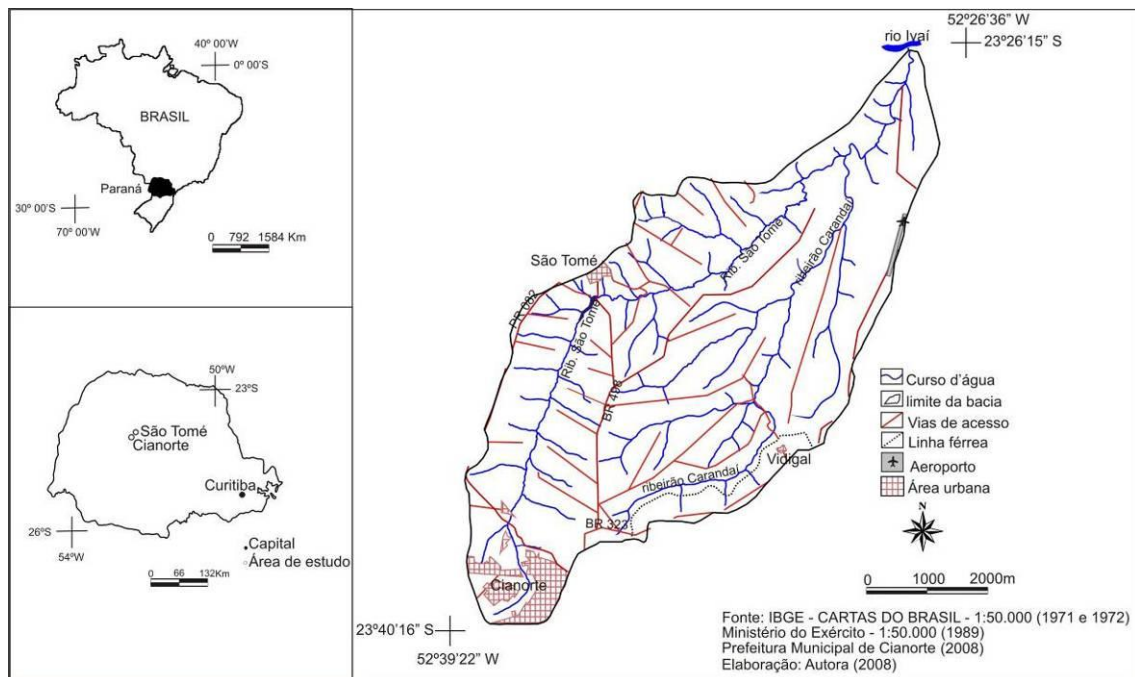 40º 00'W
0º 00'S
BRASIL
Paraná
30º 00'S
70º 00'W
0 792 1584 Km
50ºW
23ºS
São Tomé
Cianorte
Curitiba
26ºS
54ºW
Capital
Área de estudo
0 66 132Km
52º26'36" W
rio Ivaí
23º26'15" S
Rib. São Tomé
ribeirão Carandaí
São Tomé
PR 082
Rib. São Tomé
BR 498
Vidigal
ribeirão Carandaí
BR 323
Cianorte
Curso d'água
limite da bacia
Vias de acesso
Linha férrea
Aeroporto
Área urbana
N
0 1000 2000m
23º40'16" S
52º39'22" W
Fonte: IBGE - CARTAS DO BRASIL - 1:50.000 (1971 e 1972)
Ministério do Exército - 1:50.000 (1989)
Prefeitura Municipal de Cianorte (2008)
Elaboração: Autora (2008)